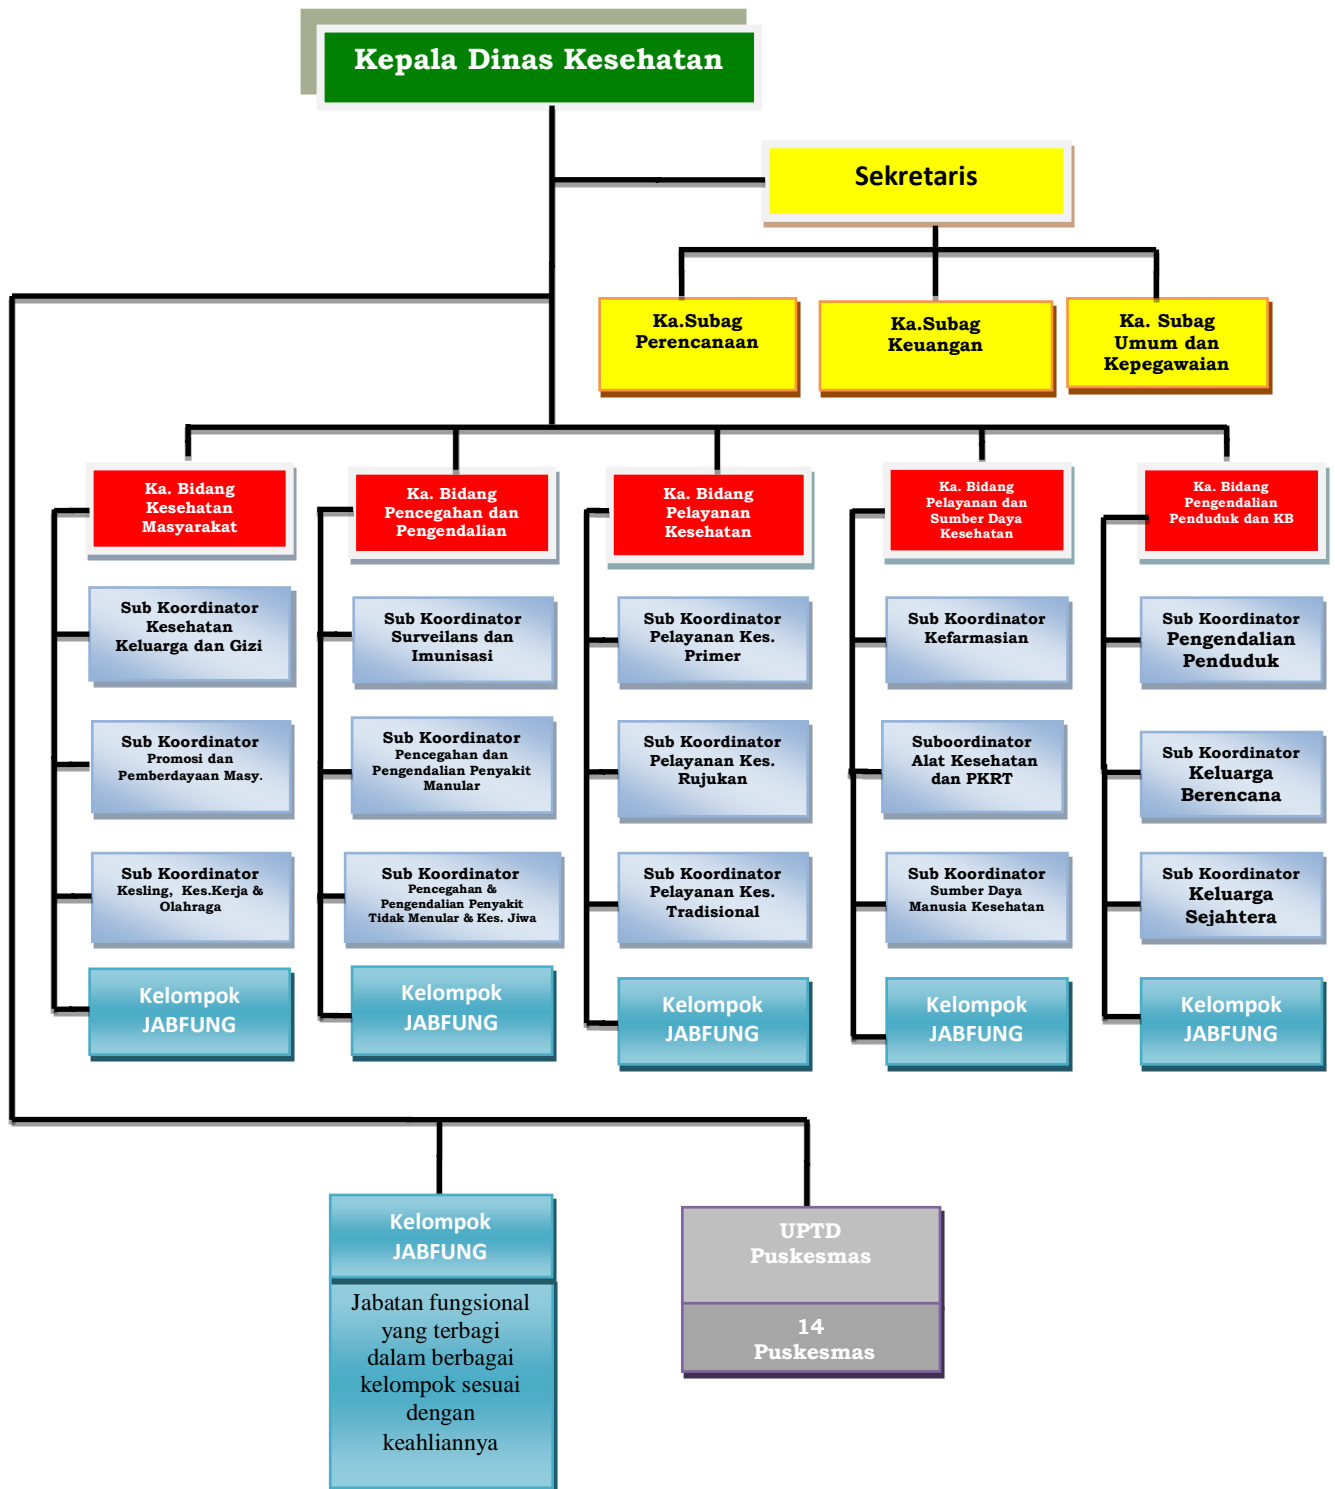 Kepala Dinas Kesehatan
Sekretaris
Ka.Subag
Perencanaan
Ka.Subag
Keuangan
Ka. Subag
Umum dan
Kepegawaian
Ka. Bidang
Kesehatan
Masyarakat
Ka. Bidang
Pencegahan dan
Pengendalian
Ka. Bidang
Pelayanan
Kesehatan
Ka. Bidang
Pelayanan dan
Sumber Daya
Kesehatan
Ka. Bidang
Pengendalian
Penduduk dan KB
Sub Koordinator
Kesehatan
Keluarga dan Gizi
Sub Koordinator
Surveilans dan
Imunisasi
Sub Koordinator
Pelayanan Kes.
Primer
Sub Koordinator
Kefarmasian
Sub Koordinator
Pengendalian
Penduduk
Sub Koordinator
Promosi dan
Pemberdayaan Masy.
Sub Koordinator
Pencegahan dan
Pengendalian Penyakit
Manular
Sub Koordinator
Pelayanan Kes.
Rujukan
Suboordinator
Alat Kesehatan
dan PKRT
Sub Koordinator
Keluarga
Berencana
Sub Koordinator
Kesling, Kes.Kerja &
Olahraga
Sub Koordinator
Pencegahan &
Pengendalian Penyakit
Tidak Menular & Kes. Jiwa
Sub Koordinator
Pelayanan Kes.
Tradisional
Sub Koordinator
Sumber Daya
Manusia Kesehatan
Sub Koordinator
Keluarga
Sejahtera
Kelompok
JABFUNG
Kelompok
JABFUNG
Kelompok
JABFUNG
Kelompok
JABFUNG
Kelompok
JABFUNG
Kelompok
JABFUNG
Jabatan fungsional
yang terbagi
dalam berbagai
kelompok sesuai
dengan
keahliannya
UPTD
Puskesmas
14
Puskesmas